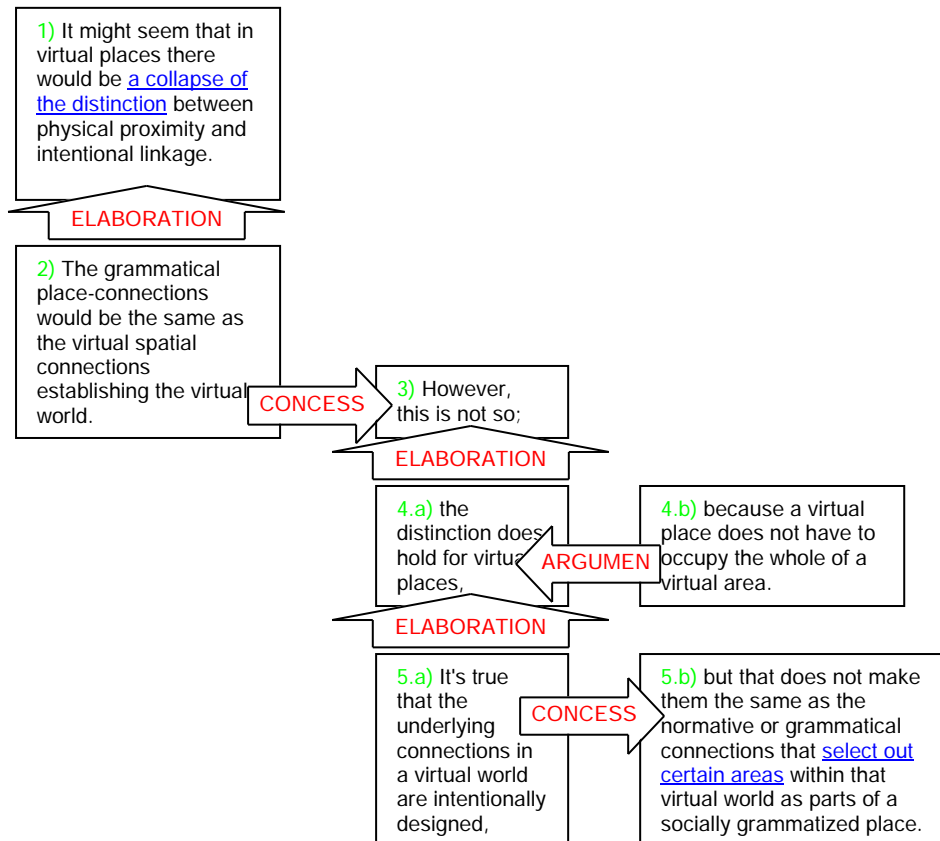 1) It might seem that in
virtual places there
would be a collapse of
the distinction between
physical proximity and
intentional linkage.
ELABORATION
2) The grammatical
place-connections
would be the same as
the virtual spatial
connections
establishing the virtual
world.
CONCESS
3) However,
this is not so;
ELABORATION
4.a) the
distinction does
hold for virtual
places,
ARGUMEN
4.b) because a virtual
place does not have to
occupy the whole of a
virtual area.
ELABORATION
5.a) It's true
that the
underlying
connections in
a virtual world
are intentionally
designed,
CONCESS
5.b) but that does not make
them the same as the
normative or grammatical
connections that select out
certain areas within that
virtual world as parts of a
socially grammatized place.